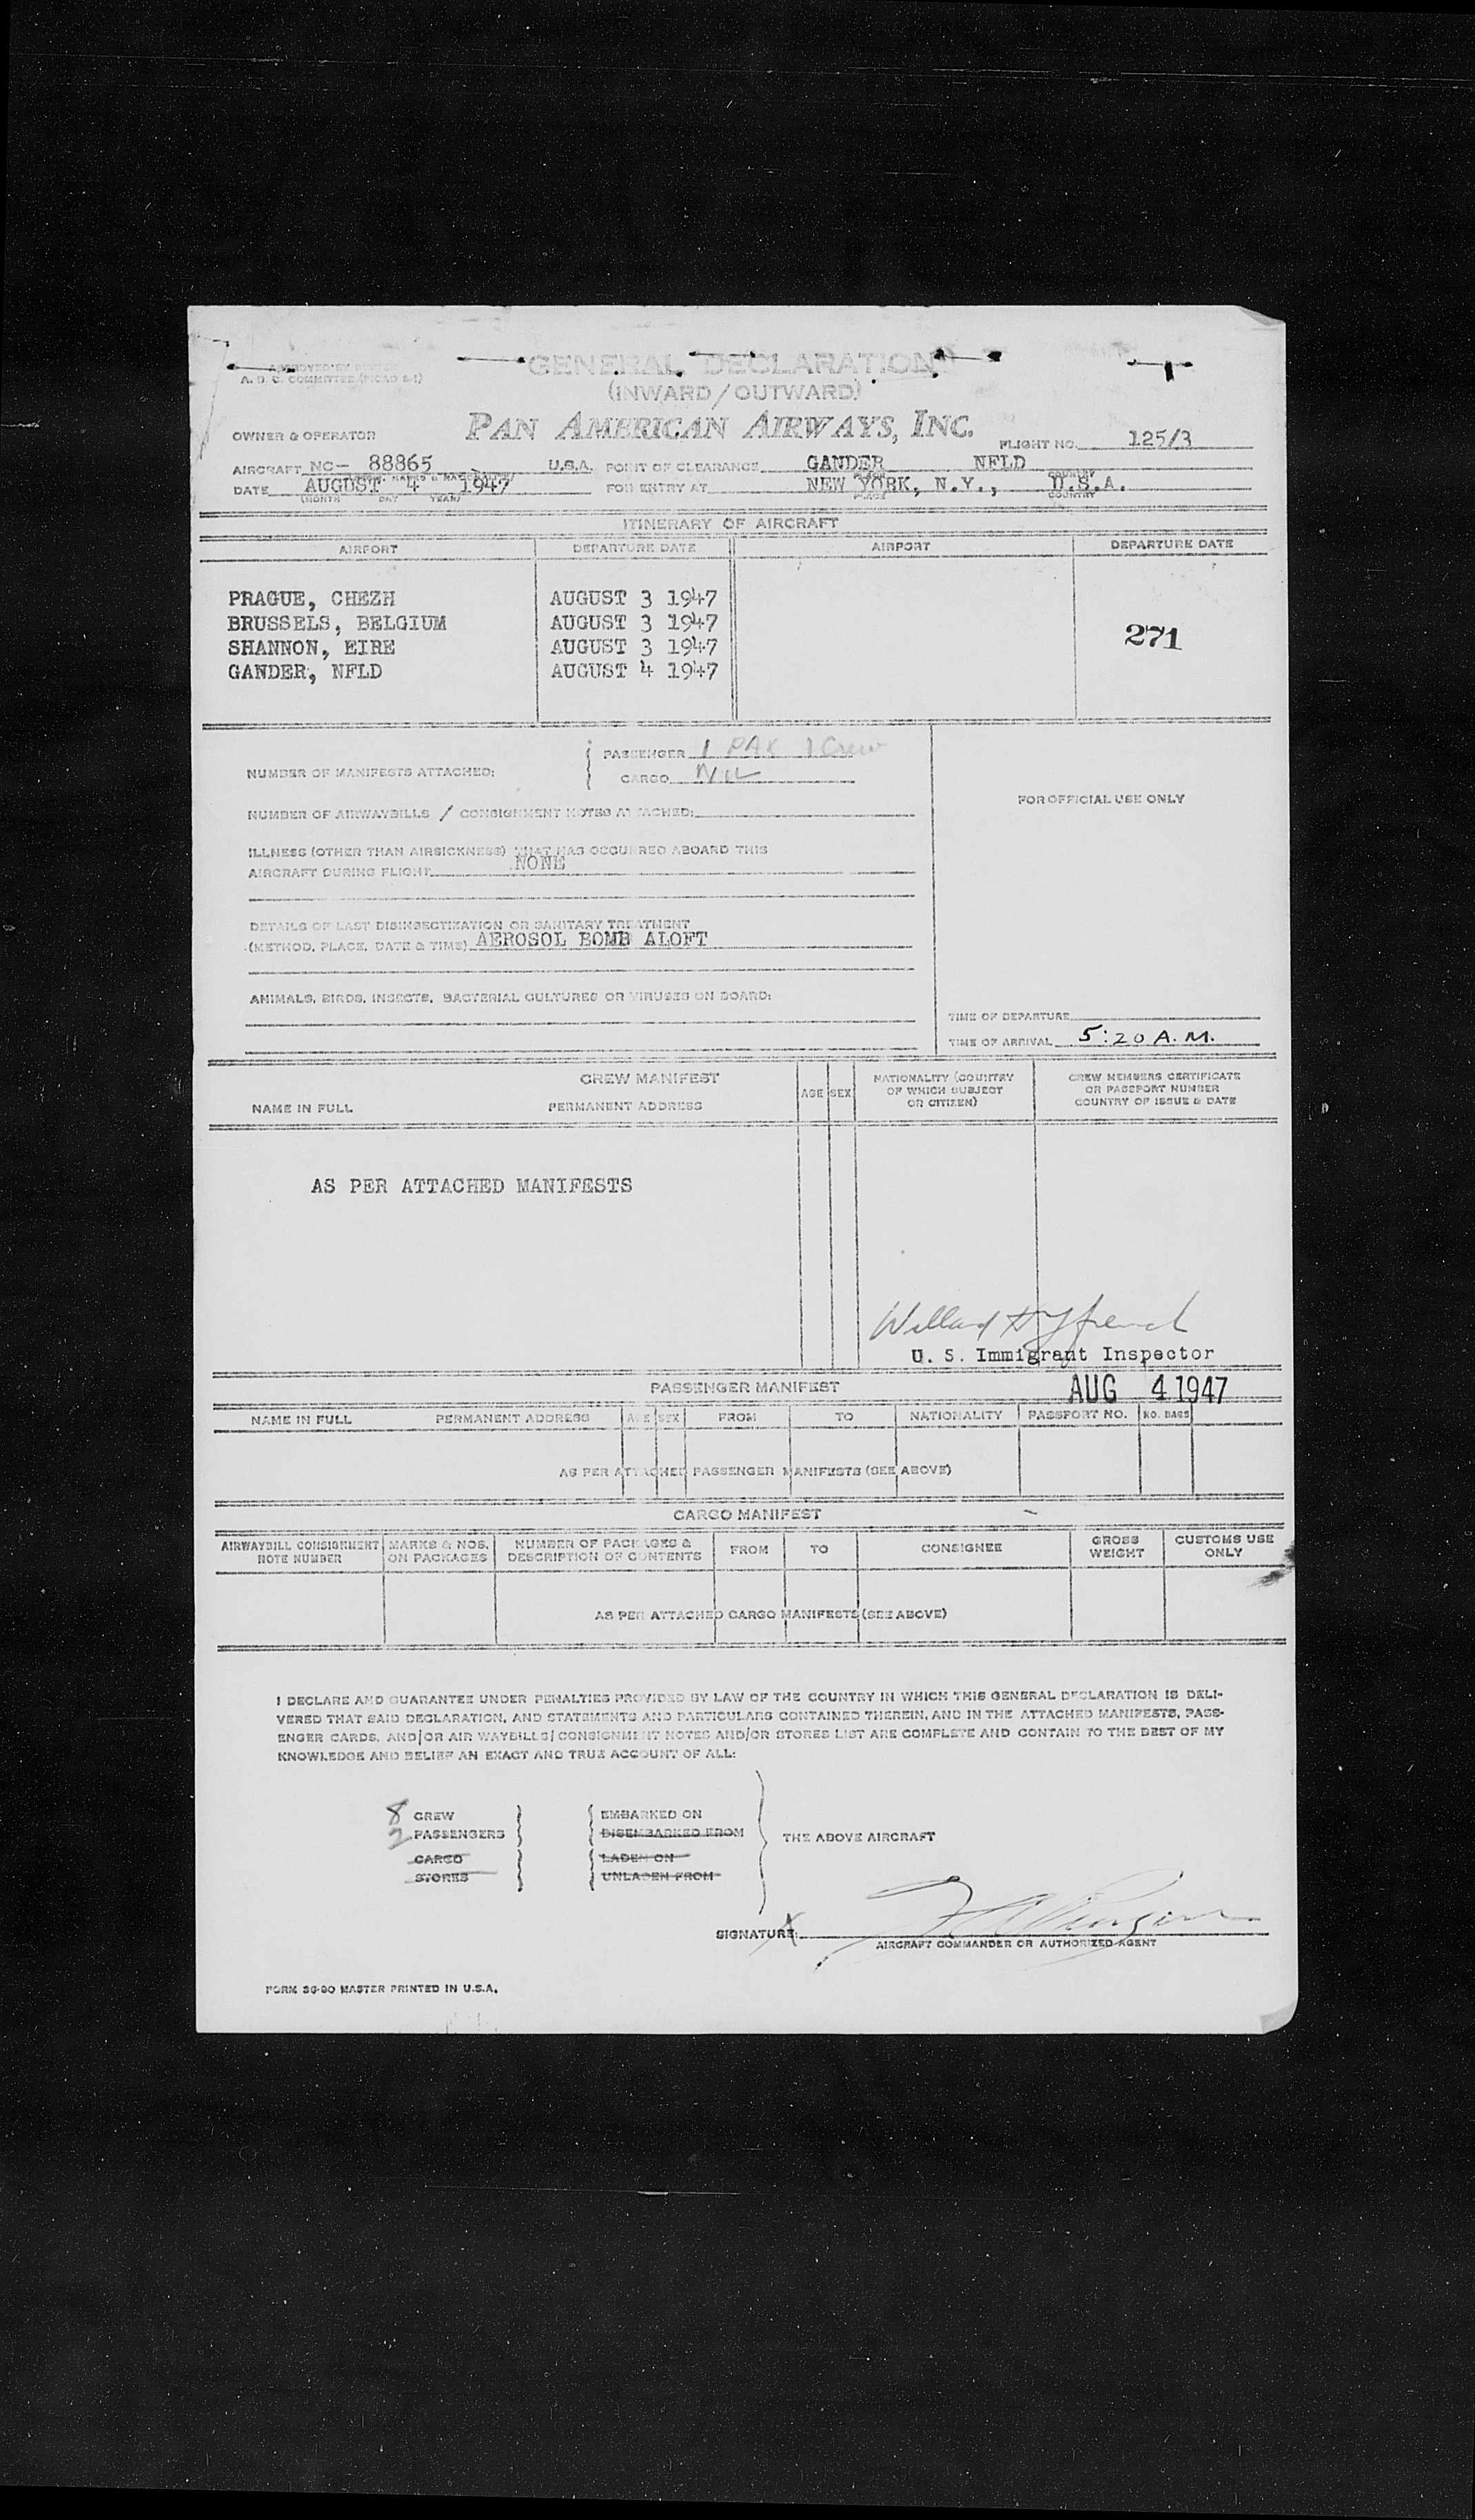 GENERAL DECLARATION
A. D. C. COMMITTEE
(INWARD/OUTWARD)
PAN AMERICAN AIRWAYS, INC.
OWNER & OPERATOR
FLIGHT NO. 125/3
AIRCRAFT NC- 88865 U.S.A. POINT OF CLEARANCE GANDER NFLD
DATE AUGUST 4 1947 FOR ENTRY AT NEW YORK, N.Y., U.S.A.
(MONTH DAY YEAR) PLACE COUNTRY
ITINERARY OF AIRCRAFT
AIRPORT DEPARTURE DATE AIRPORT DEPARTURE DATE
PRAGUE, CHEZH AUGUST 3 1947
BRUSSELS, BELGIUM AUGUST 3 1947
271
SHANNON, EIRE AUGUST 3 1947
GANDER, NFLD AUGUST 4 1947
PASSENGER 1 PAX 1 Crew
NUMBER OF MANIFESTS ATTACHED:
CARGO NIL
FOR OFFICIAL USE ONLY
NUMBER OF AIRWAYBILLS / CONSIGNMENT NOTES ATTACHED:
ILLNESS (OTHER THAN AIRSICKNESS) THAT HAS OCCURRED ABOARD THIS
AIRCRAFT DURING FLIGHT NONE
DETAILS OF LAST DISINSECTIZATION OR SANITARY TREATMENT
(METHOD, PLACE, DATE & TIME) AEROSOL BOMB ALOFT
ANIMALS, BIRDS, INSECTS, BACTERIAL CULTURES OR VIRUSES ON BOARD:
TIME OF DEPARTURE
TIME OF ARRIVAL 5:20 A.M.
CREW MANIFEST
NAME IN FULL PERMANENT ADDRESS AGE SEX NATIONALITY (COUNTRY OF WHICH SUBJECT OR CITIZEN) CREW MEMBERS CERTIFICATE OR PASSPORT NUMBER COUNTRY OF ISSUE & DATE
AS PER ATTACHED MANIFESTS
Willard French
U. S. Immigrant Inspector
PASSENGER MANIFEST AUG 4 1947
NAME IN FULL PERMANENT ADDRESS AGE SEX FROM TO NATIONALITY PASSPORT NO. NO. BAGS
AS PER ATTACHED PASSENGER MANIFESTS (SEE ABOVE)
CARGO MANIFEST
AIRWAYBILL CONSIGNMENT NOTE NUMBER MARKS & NOS. ON PACKAGES NUMBER OF PACKAGES & DESCRIPTION OF CONTENTS FROM TO CONSIGNEE GROSS WEIGHT CUSTOMS USE ONLY
AS PER ATTACHED CARGO MANIFESTS (SEE ABOVE)
I DECLARE AND GUARANTEE UNDER PENALTIES PROVIDED BY LAW OF THE COUNTRY IN WHICH THIS GENERAL DECLARATION IS DELI-
VERED THAT SAID DECLARATION, AND STATEMENTS AND PARTICULARS CONTAINED THEREIN, AND IN THE ATTACHED MANIFESTS, PASS-
ENGER CARDS, AND/OR AIR WAYBILLS/CONSIGNMENT NOTES AND/OR STORES LIST ARE COMPLETE AND CONTAIN TO THE BEST OF MY
KNOWLEDGE AND BELIEF AN EXACT AND TRUE ACCOUNT OF ALL:
8 CREW EMBARKED ON
2 PASSENGERS DISEMBARKED FROM THE ABOVE AIRCRAFT
CARGO LADEN ON
STORES UNLADEN FROM
SIGNATURE: X
AIRCRAFT COMMANDER OR AUTHORIZED AGENT
FORM 36-90 MASTER PRINTED IN U.S.A.